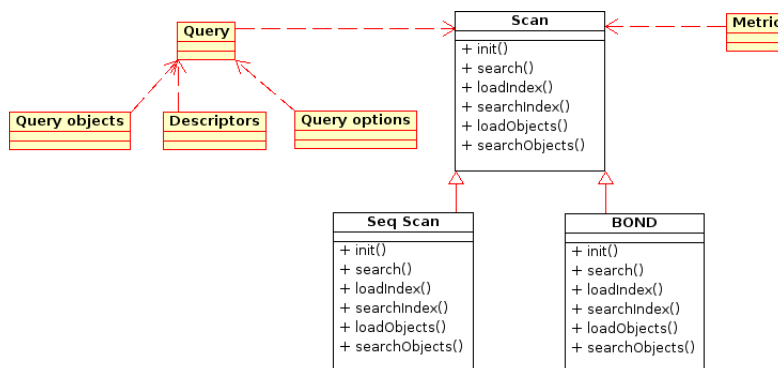 Query
Scan
Metric
+ init()
+ search()
+ loadIndex()
+ searchIndex()
+ loadObjects()
+ searchObjects()
Query objects
Descriptors
Query options
Seq Scan
+ init()
+ search()
+ loadIndex()
+ searchIndex()
+ loadObjects()
+ searchObjects()
BOND
+ init()
+ search()
+ loadIndex()
+ searchIndex()
+ loadObjects()
+ searchObjects()